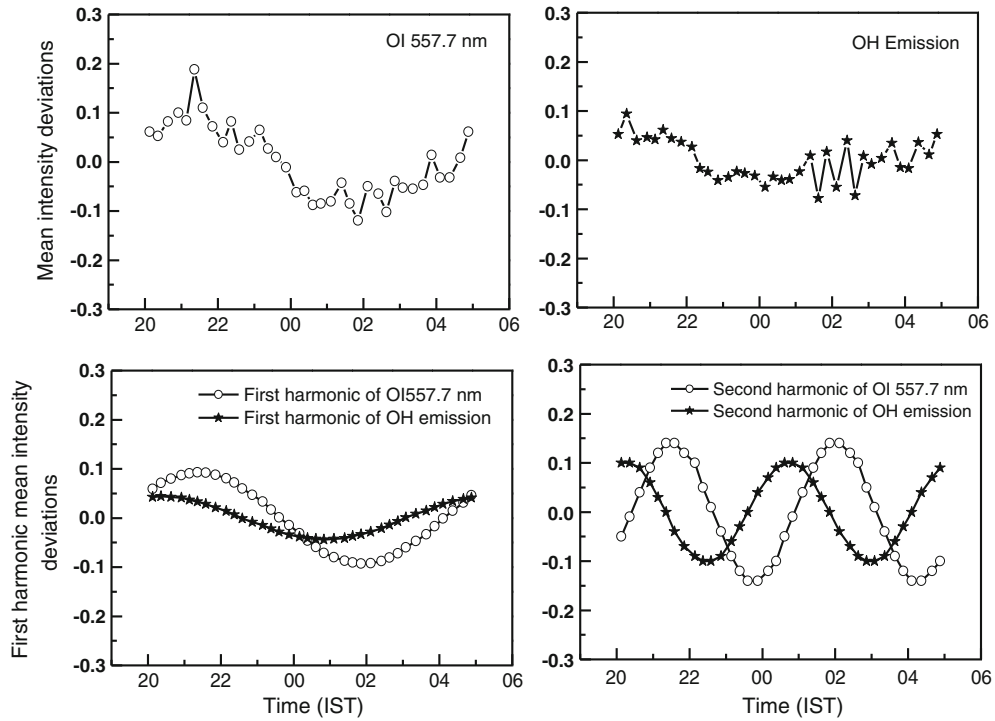 0.3
0.2
0.1
0.0
-0.1
-0.2
-0.3
Mean intensity deviations
OI 557.7 nm
20 22 00 02 04 06
0.3
0.2
0.1
0.0
-0.1
-0.2
-0.3
OH Emission
20 22 00 02 04 06
0.3
0.2
0.1
0.0
-0.1
-0.2
-0.3
First harmonic mean intensity
deviations
First harmonic of OI557.7 nm
First harmonic of OH emission
20 22 00 02 04 06
Time (IST)
0.3
0.2
0.1
0.0
-0.1
-0.2
-0.3
Second harmonic of OI 557.7 nm
Second harmonic of OH emission
20 22 00 02 04 06
Time (IST)